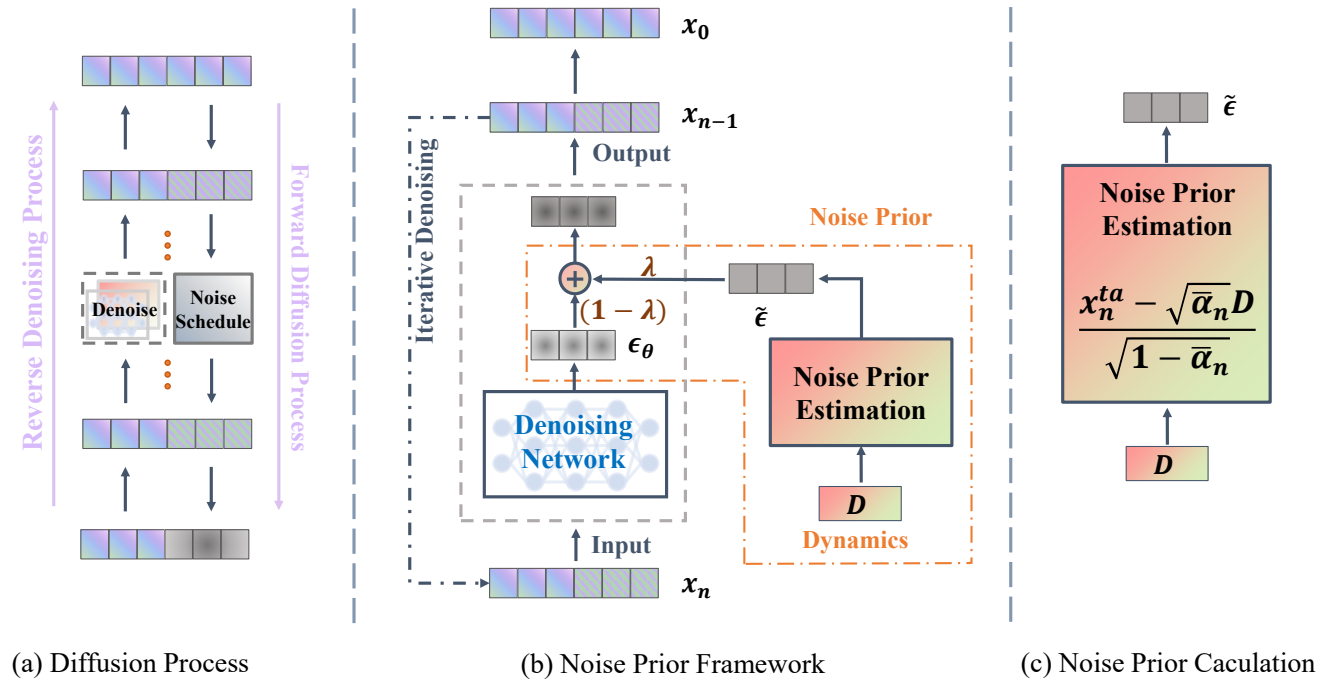 Reverse Denoising Process
Forward Diffusion Process
Denoise
Noise
Schedule
(a) Diffusion Process
x_0
x_{n-1}
Output
Iterative Denoising
Noise Prior
λ
(1 − λ)
ϵ_θ
ϵ̃
Denoising
Network
Noise Prior
Estimation
D
Dynamics
Input
x_n
(b) Noise Prior Framework
ϵ̃
Noise Prior
Estimation
x_n^{ta} − √ᾱ_n D
√1 − ᾱ_n
D
(c) Noise Prior Caculation